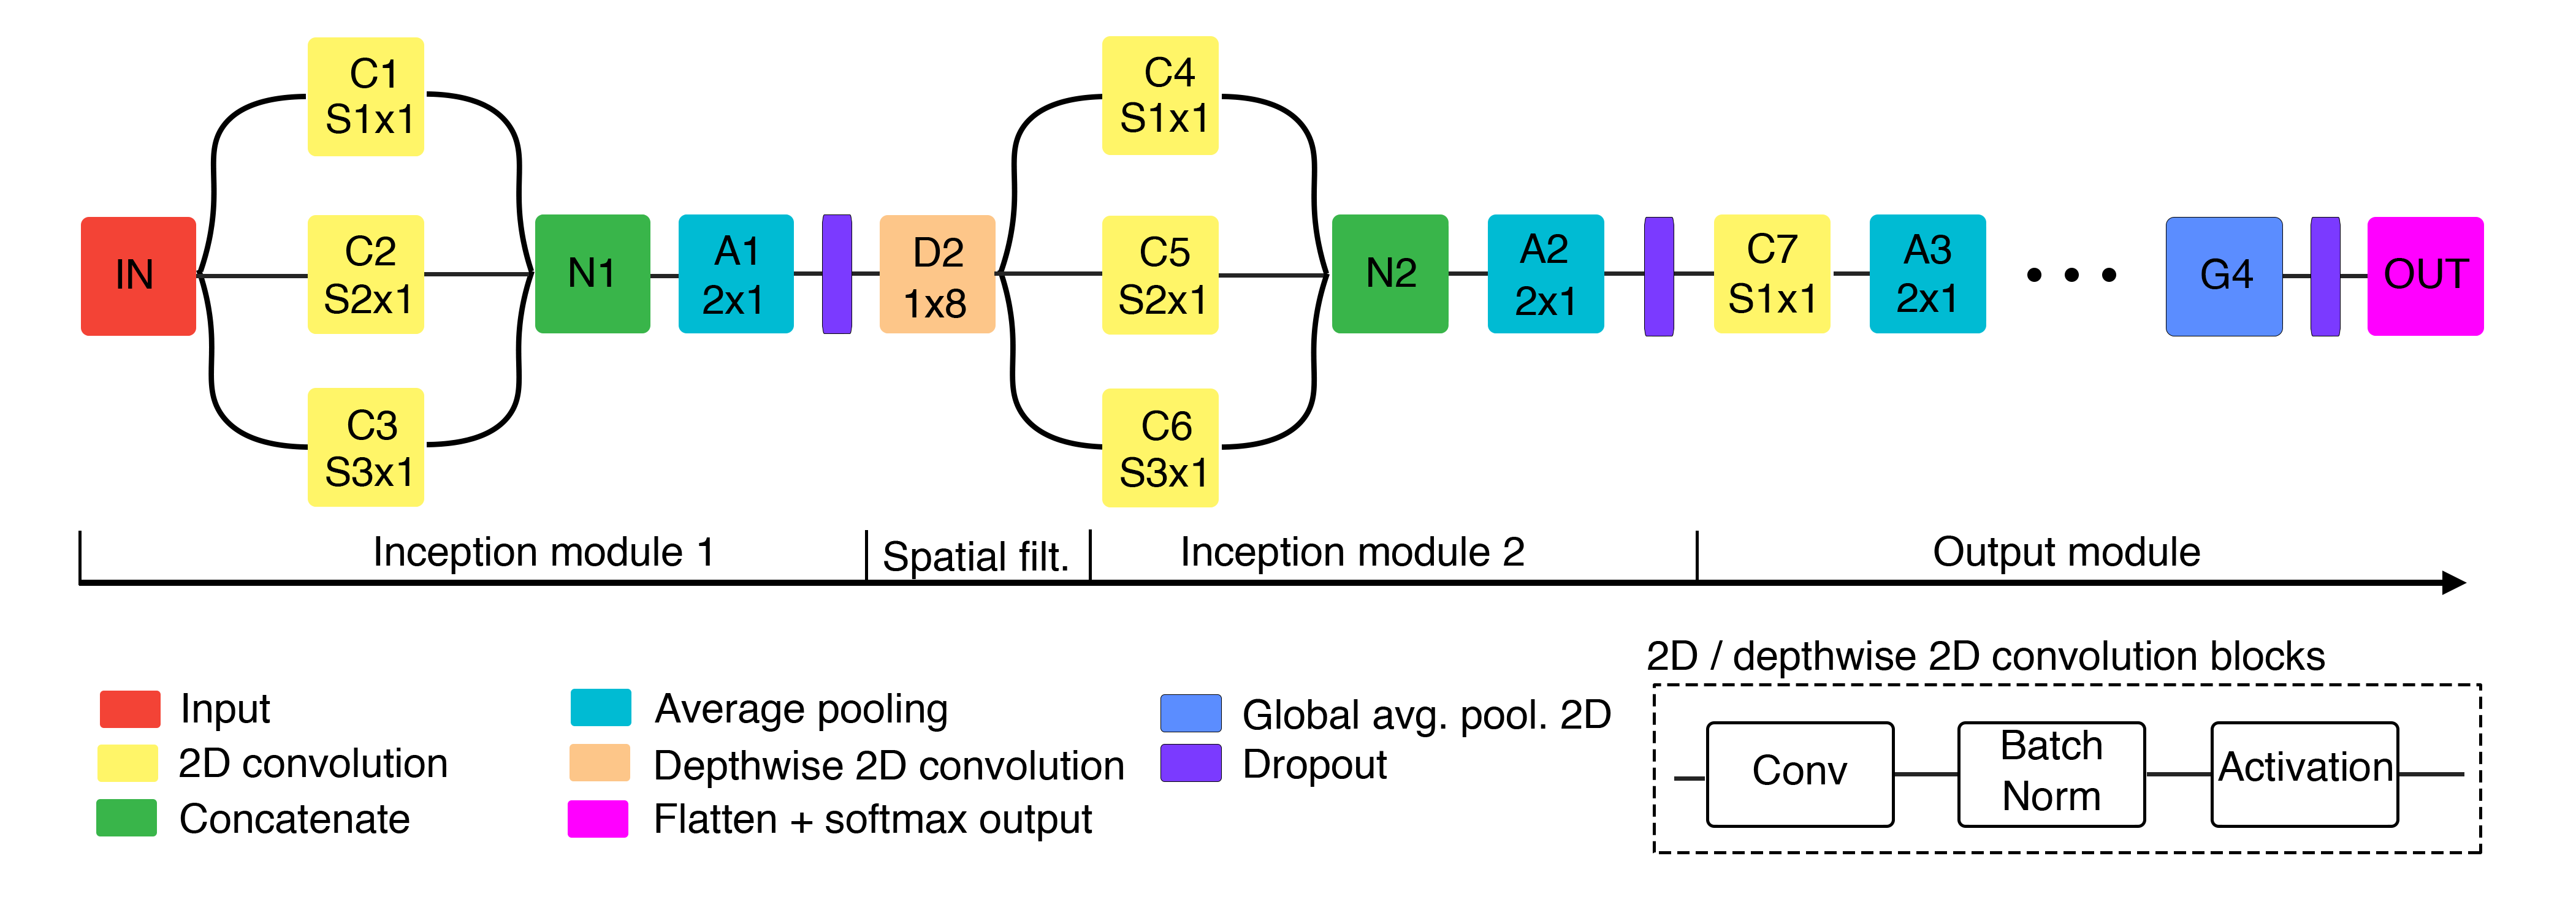 C1
S1x1
C4
S1x1
IN
C2
S2x1
N1
A1
2x1
D2
1x8
C5
S2x1
N2
A2
2x1
C7
S1x1
A3
2x1
G4
OUT
C3
S3x1
C6
S3x1
Inception module 1
Spatial filt.
Inception module 2
Output module
Input
2D convolution
Concatenate
Average pooling
Depthwise 2D convolution
Flatten + softmax output
Global avg. pool. 2D
Dropout
2D / depthwise 2D convolution blocks
Conv
Batch
Norm
Activation